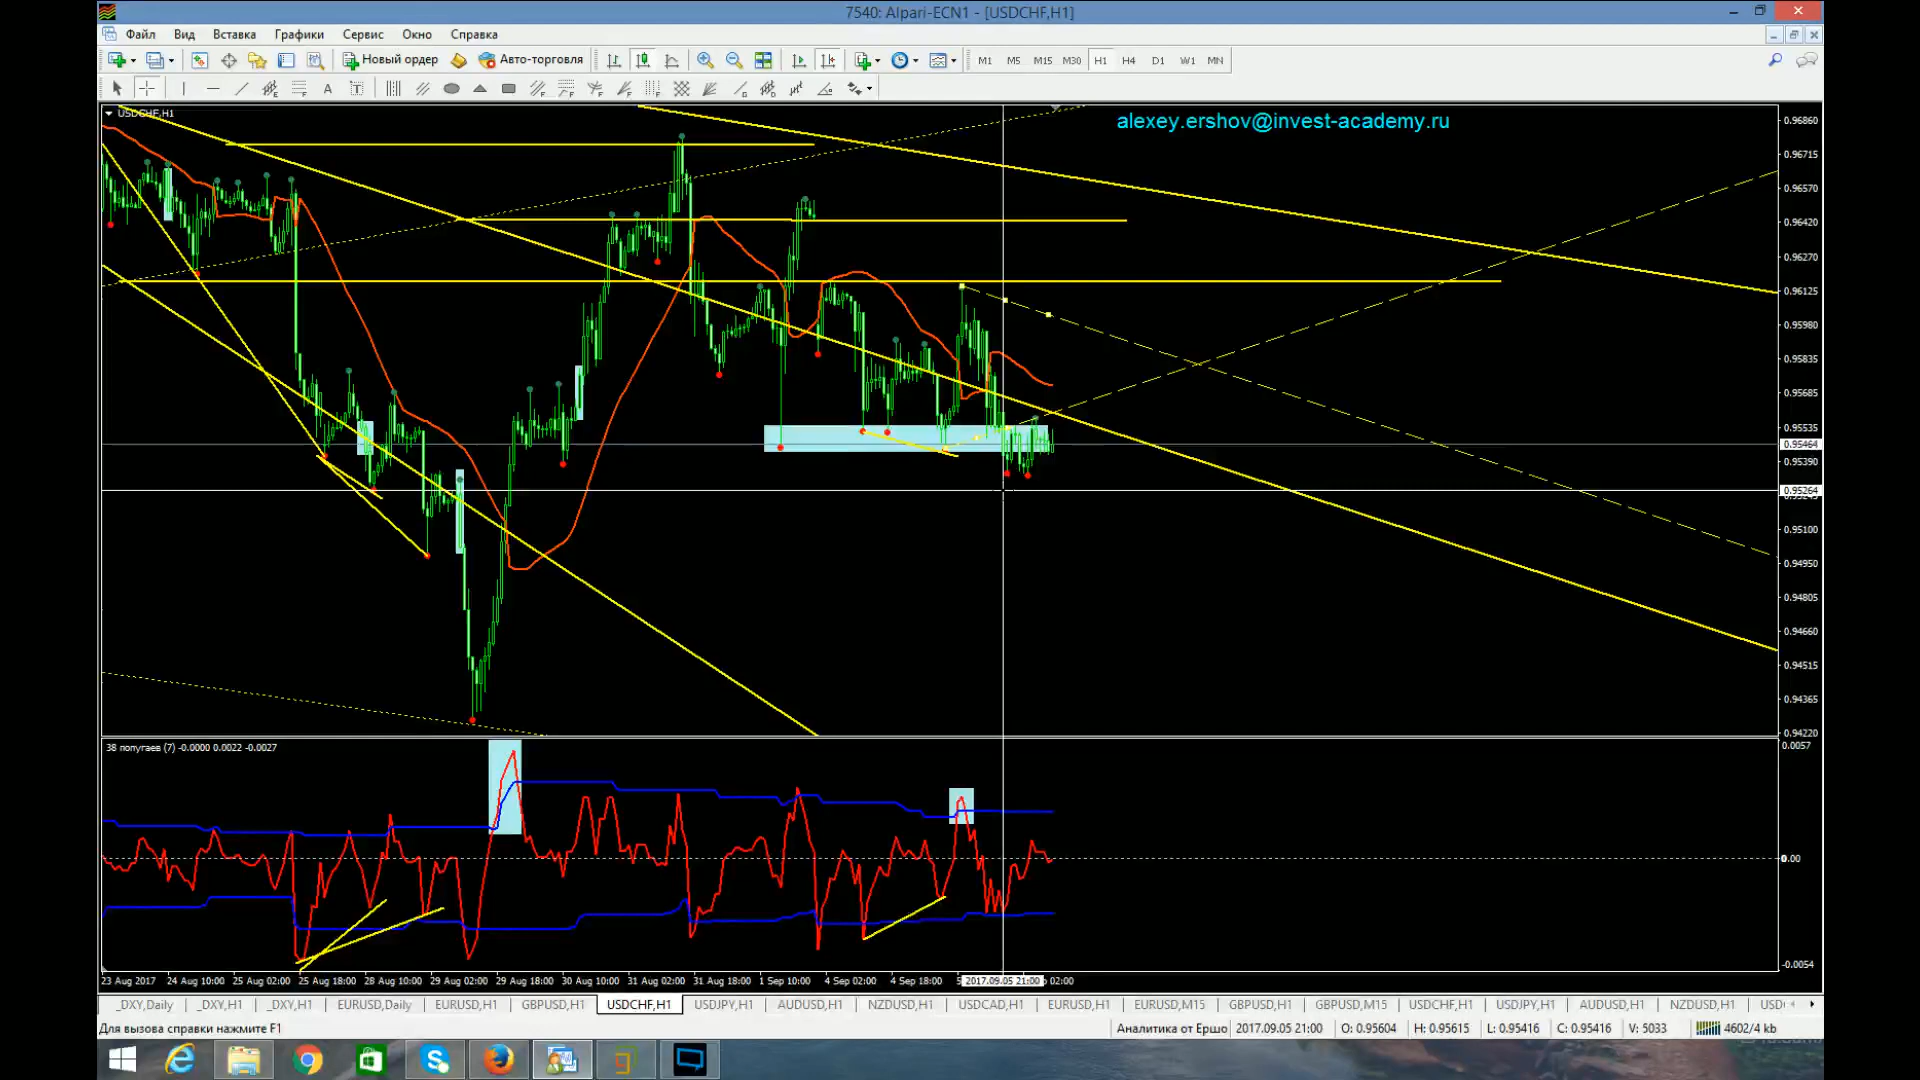 7540: Alpari-ECN1 - [USDCHF,H1]
Файл Вид Вставка Графики Сервис Окно Справка
Новый ордер Авто-торговля M1 M5 M15 M30 H1 H4 D1 W1 MN
A T
USDCHF,H1
alexey.ershov@invest-academy.ru
0.96860
0.96715
0.96570
0.96420
0.96270
0.96125
0.95980
0.95835
0.95685
0.95535
0.95464
0.95390
0.95264
0.95100
0.94950
0.94805
0.94660
0.94515
0.94365
0.94220
38 попугаев (7) -0.0000 0.0022 -0.0027
0.0057
0.00
-0.0054
23 Aug 2017 24 Aug 10:00 25 Aug 02:00 25 Aug 18:00 28 Aug 10:00 29 Aug 02:00 29 Aug 18:00 30 Aug 10:00 31 Aug 02:00 31 Aug 18:00 1 Sep 10:00 4 Sep 02:00 4 Sep 18:00 2017.09.05 21:00 02:00
_DXY,Daily _DXY,H1 _DXY,H1 EURUSD,Daily EURUSD,H1 GBPUSD,H1 USDCHF,H1 USDJPY,H1 AUDUSD,H1 NZDUSD,H1 USDCAD,H1 EURUSD,H1 EURUSD,M15 GBPUSD,H1 GBPUSD,M15 USDCHF,H1 USDJPY,H1 AUDUSD,H1 NZDUSD,H1
Для вызова справки нажмите F1 Аналитика от Ершо 2017.09.05 21:00 O: 0.95604 H: 0.95615 L: 0.95416 C: 0.95416 V: 5033 4602/4 kb